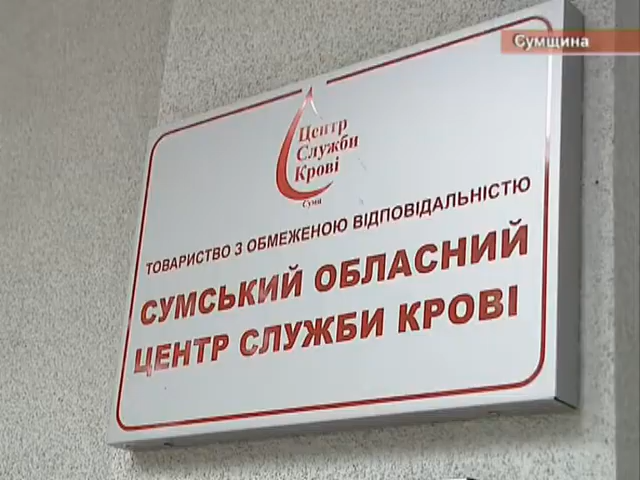 Сумщина
Центр
Служби
Крові
Суми
ТОВАРИСТВО З ОБМЕЖЕНОЮ ВІДПОВІДАЛЬНІСТЮ
СУМСЬКИЙ ОБЛАСНИЙ
ЦЕНТР СЛУЖБИ КРОВІ